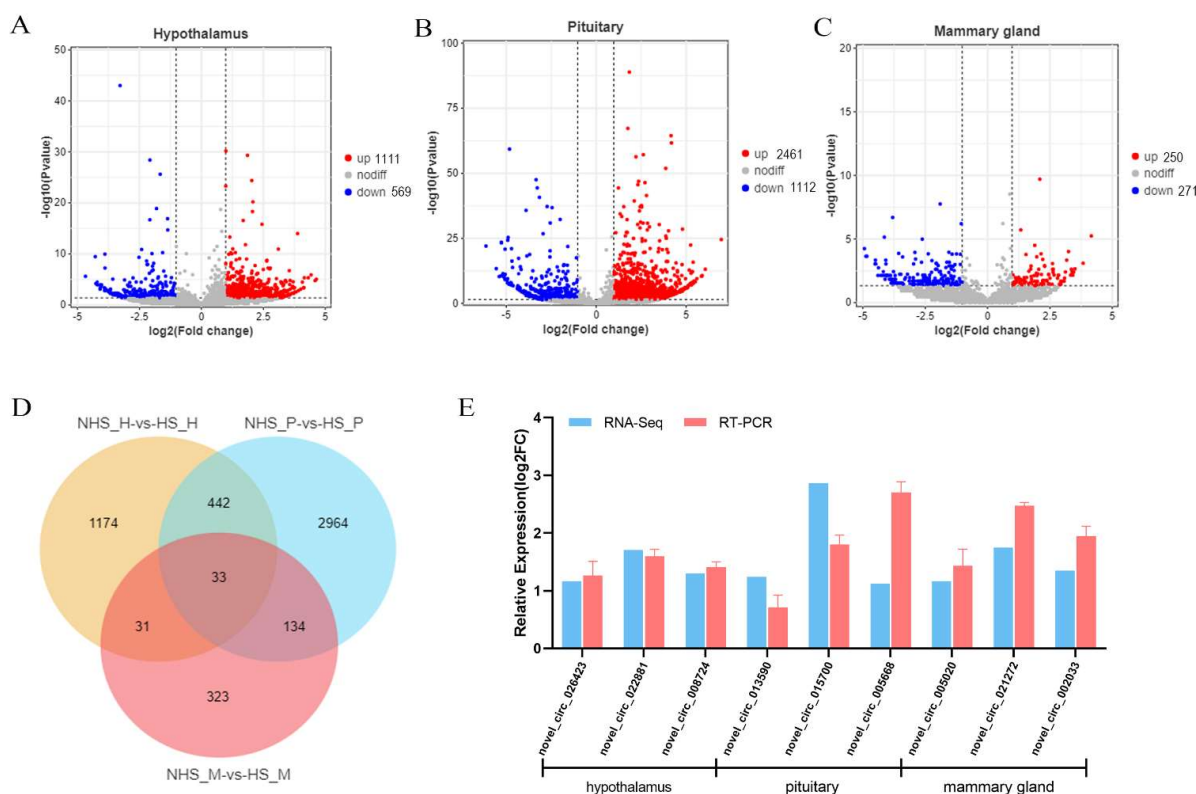 A
Hypothalamus
-log10(Pvalue)
50
40
30
20
10
0
-5
-2.5
0
2.5
5
log2(Fold change)
up 1111
nodiff
down 569
B
Pituitary
-log10(Pvalue)
100
75
50
25
0
-5
0
5
log2(Fold change)
up 2461
nodiff
down 1112
C
Mammary gland
-log10(Pvalue)
20
15
10
5
0
-5
-2.5
0
2.5
5
log2(Fold change)
up 250
nodiff
down 271
D
NHS_H-vs-HS_H
NHS_P-vs-HS_P
442
1174
2964
33
31
134
323
NHS_M-vs-HS_M
E
RNA-Seq
RT-PCR
Relative Expression(log2FC)
4
3
2
1
0
novel_circ_026423
novel_circ_022881
novel_circ_008724
novel_circ_013590
novel_circ_015700
novel_circ_005668
novel_circ_005020
novel_circ_021272
novel_circ_002033
hypothalamus
pituitary
mammary gland